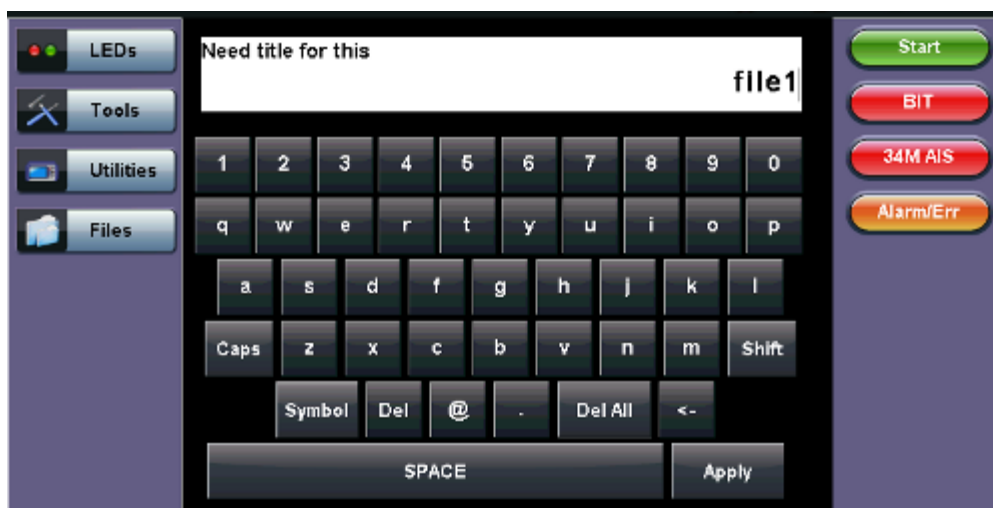 LEDs
Tools
Utilities
Files
Need title for this
file1
1 2 3 4 5 6 7 8 9 0
q w e r t y u i o p
a s d f g h j k l
Caps z x c b v n m Shift
Symbol Del @ . Del All <-
SPACE Apply
Start
BIT
34M AIS
Alarm/Err